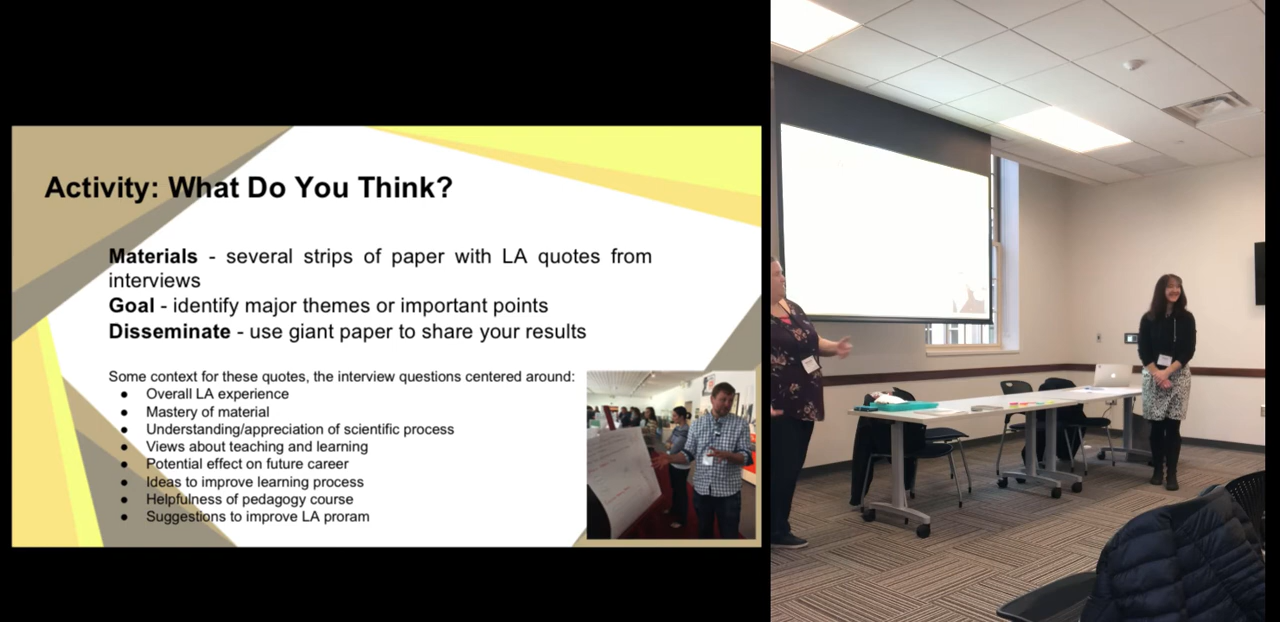 Activity: What Do You Think?
Materials - several strips of paper with LA quotes from
interviews
Goal - identify major themes or important points
Disseminate - use giant paper to share your results
Some context for these quotes, the interview questions centered around:
● Overall LA experience
● Mastery of material
● Understanding/appreciation of scientific process
● Views about teaching and learning
● Potential effect on future career
● Ideas to improve learning process
● Helpfulness of pedagogy course
● Suggestions to improve LA proram